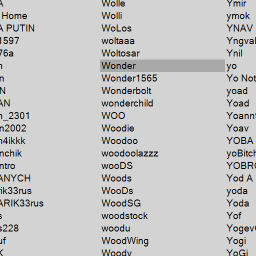 A Wolle Ymir
Home Wolli ymok
A PUTIN WoLos YNAV
1597 woltaaa Yngva
76a Woltosar Ynil
Wonder yo
n Wonder1565 Yo Not
N Wonderbolt yoad
AN wonderchild Yoad
n_2301 WOO Yoann
n2002 Woodie Yoav
n4ikkk Woodoo YOBA
nchik woodoolazzz yoBitch
ntro wooDS YOBRO
ANYCH Woods Yod A
rik33rus WooDs yoda
ARIK33rus WoodSG Yoda
s woodstock Yof
s228 woodu Yogev
uf WoodWing Yogi
K Woody YoGi